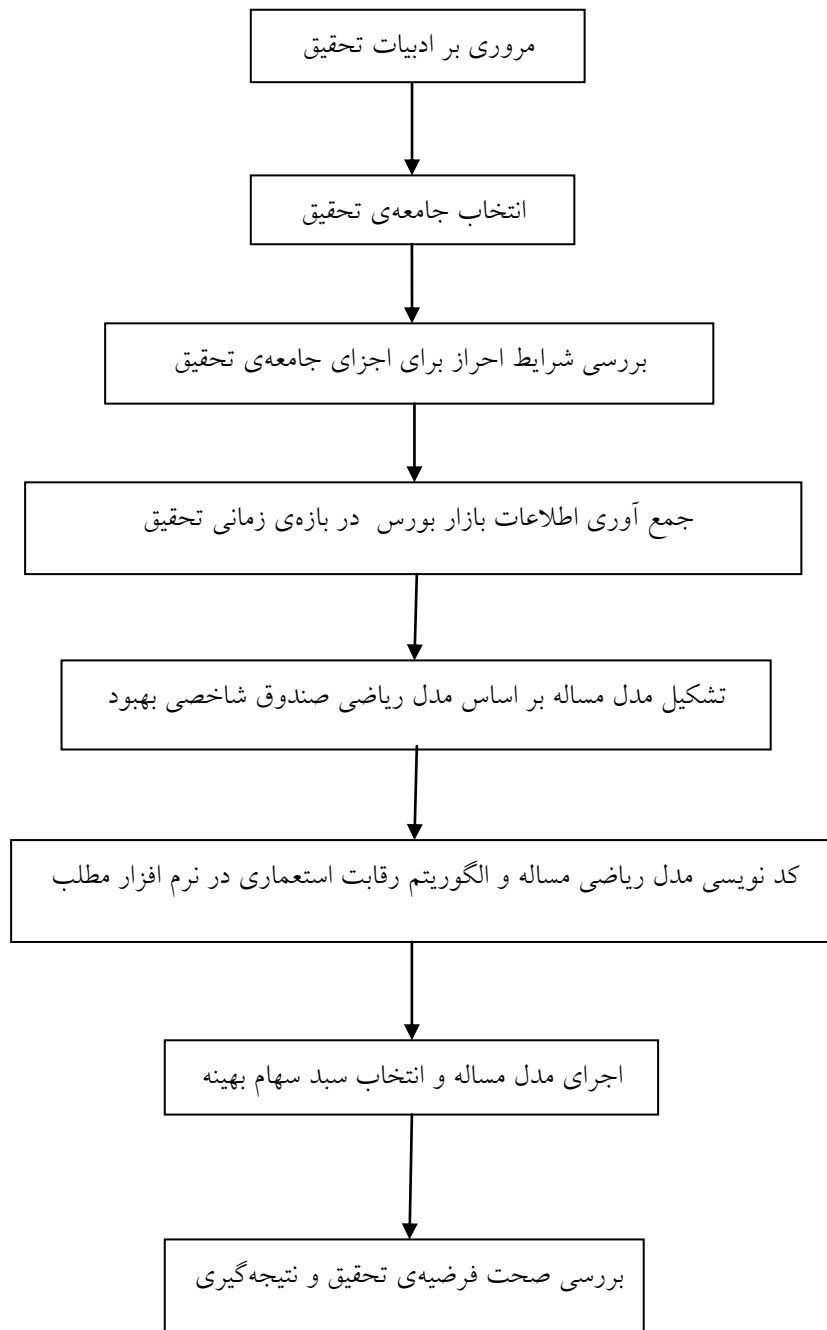 مروری بر ادبیات تحقیق
انتخاب جامعه‌ی تحقیق
بررسی شرایط احراز برای اجزای جامعه‌ی تحقیق
جمع آوری اطلاعات بازار بورس در بازه‌ی زمانی تحقیق
تشکیل مدل مساله بر اساس مدل ریاضی صندوق شاخصی بهبود
کد نویسی مدل ریاضی مساله و الگوریتم رقابت استعماری در نرم افزار مطلب
اجرای مدل مساله و انتخاب سبد سهام بهینه
بررسی صحت فرضیه‌ی تحقیق و نتیجه‌گیری